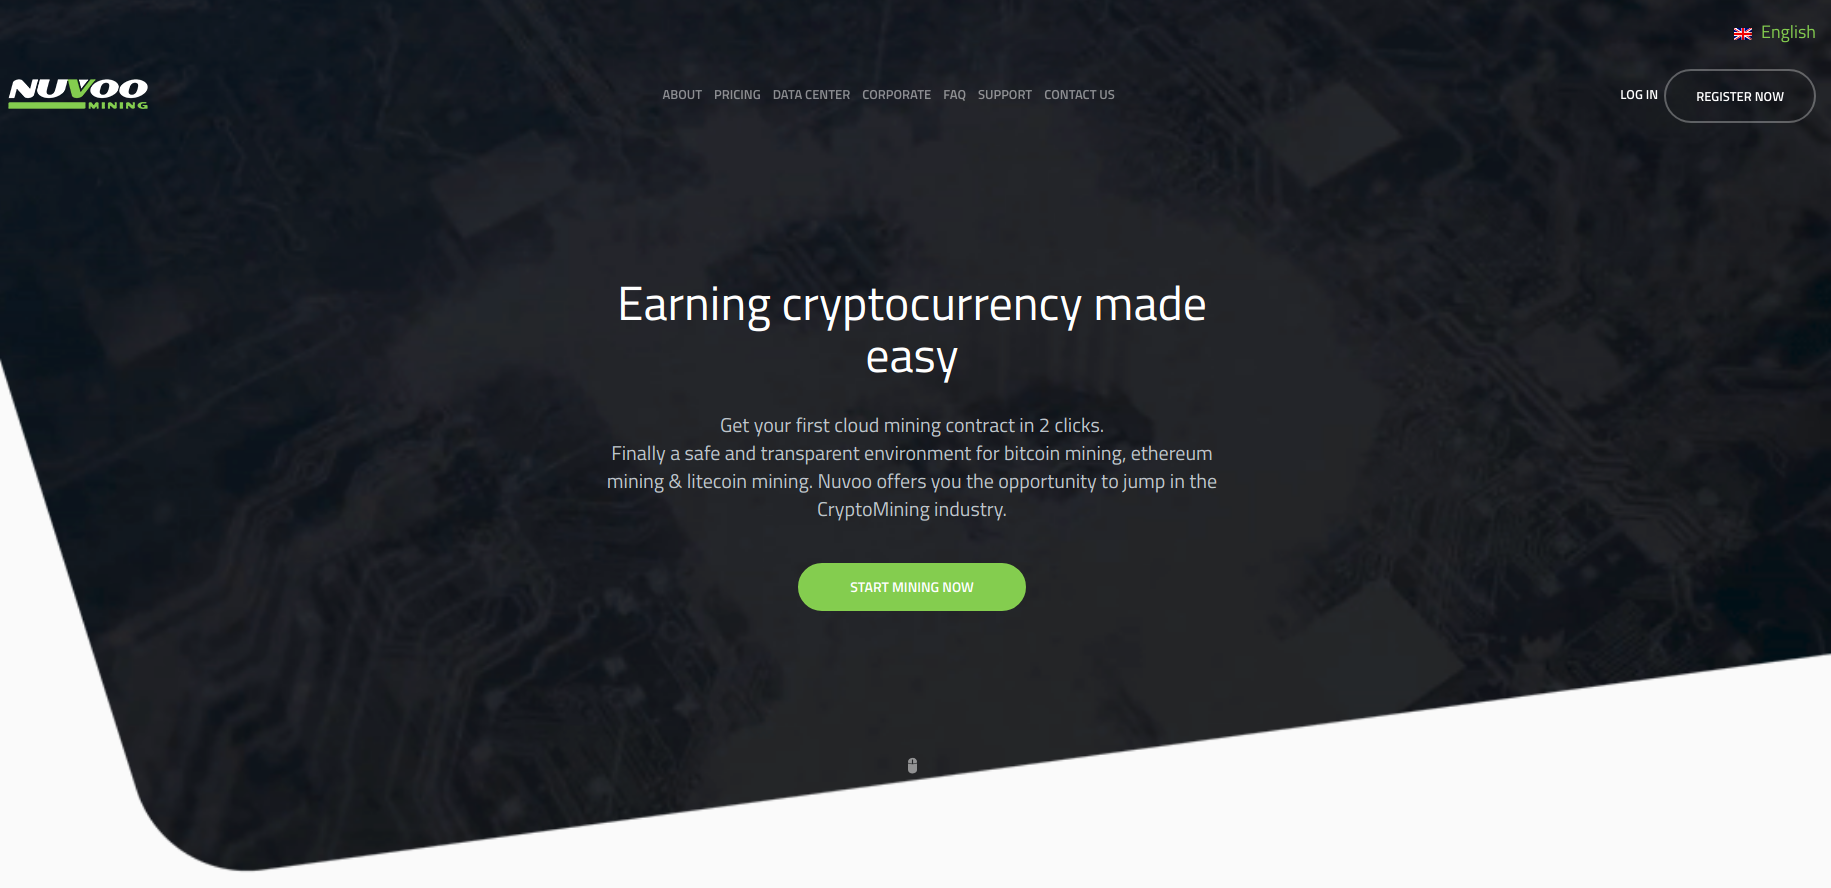 English
NUVOO
MINING
ABOUT PRICING DATA CENTER CORPORATE FAQ SUPPORT CONTACT US
LOG IN
REGISTER NOW
Earning cryptocurrency made
easy
Get your first cloud mining contract in 2 clicks.
Finally a safe and transparent environment for bitcoin mining, ethereum
mining & litecoin mining. Nuvoo offers you the opportunity to jump in the
CryptoMining industry.
START MINING NOW